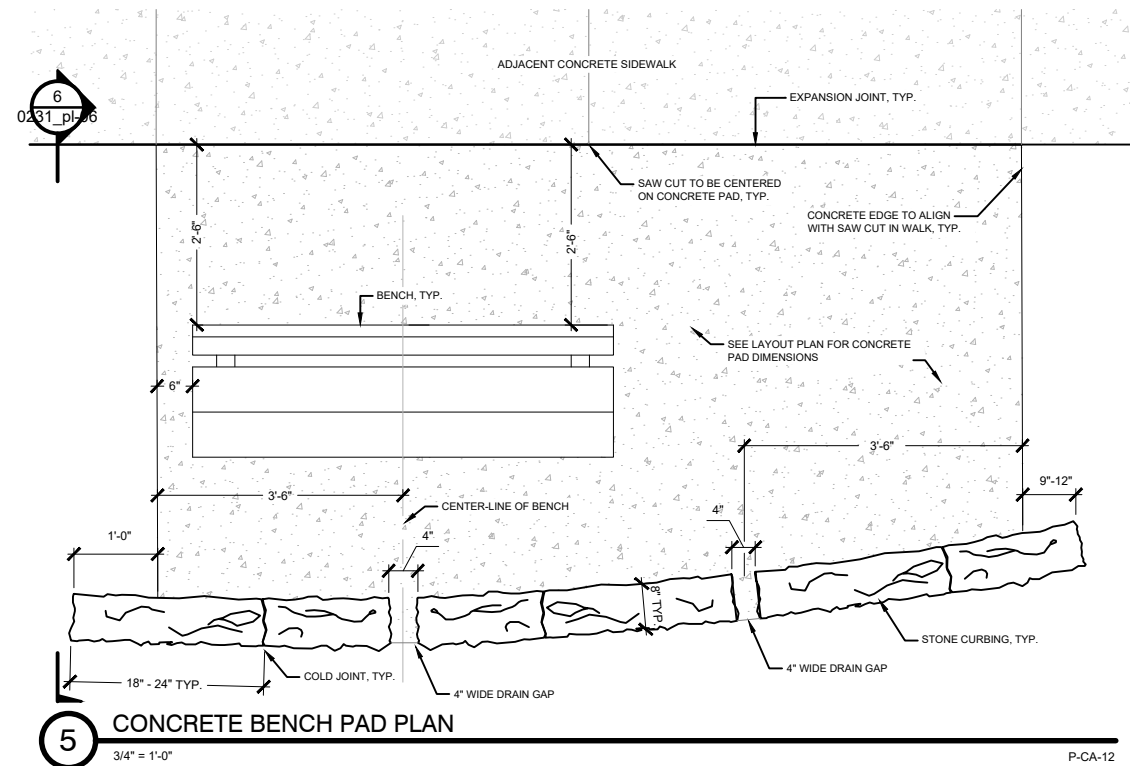 ADJACENT CONCRETE SIDEWALK
6
0231_pl-06
EXPANSION JOINT, TYP.
SAW CUT TO BE CENTERED
ON CONCRETE PAD, TYP.
CONCRETE EDGE TO ALIGN
WITH SAW CUT IN WALK, TYP.
2'-6"
2'-6"
BENCH, TYP.
SEE LAYOUT PLAN FOR CONCRETE
PAD DIMENSIONS
6"
3'-6"
3'-6"
9"-12"
CENTER-LINE OF BENCH
4"
4"
1'-0"
8" TYP.
STONE CURBING, TYP.
COLD JOINT, TYP.
18" - 24" TYP.
4" WIDE DRAIN GAP
4" WIDE DRAIN GAP
5
CONCRETE BENCH PAD PLAN
3/4" = 1'-0"
P-CA-12